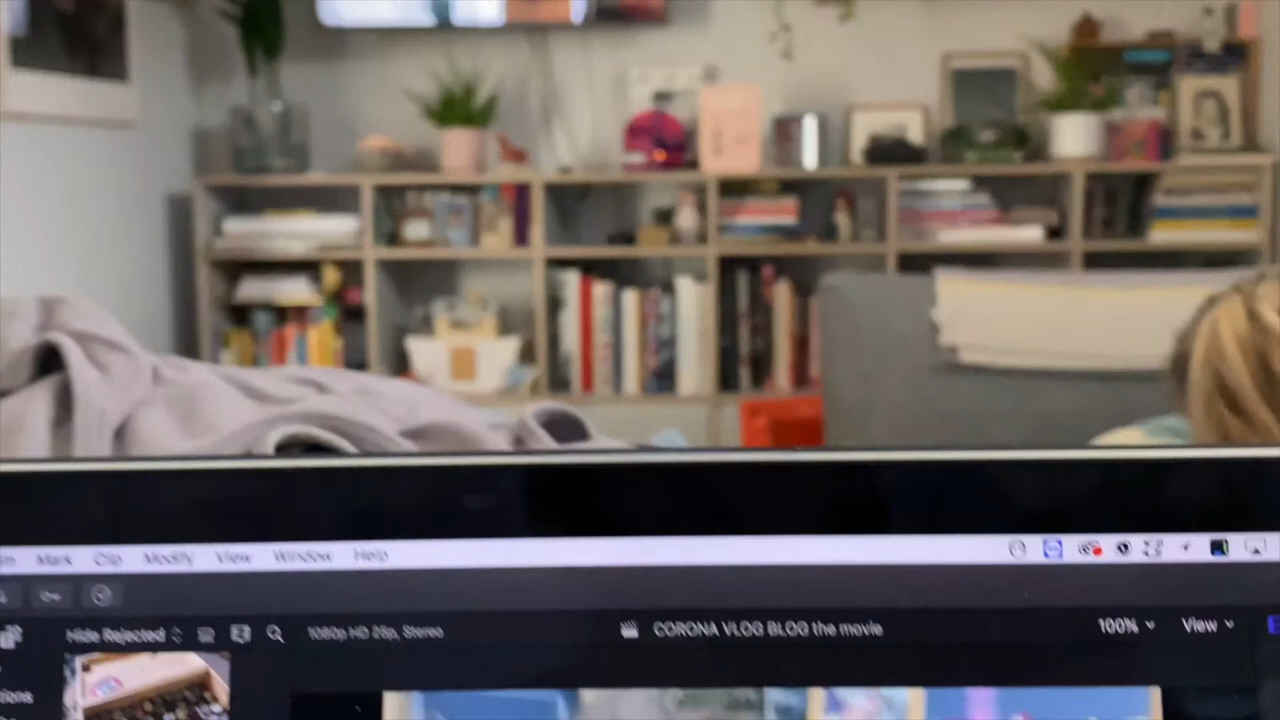 Mark Clip Modify View Window Help
Hide Rejected 1080p HD 25p, Stereo CORONA VLOG BLOG the movie 100% View